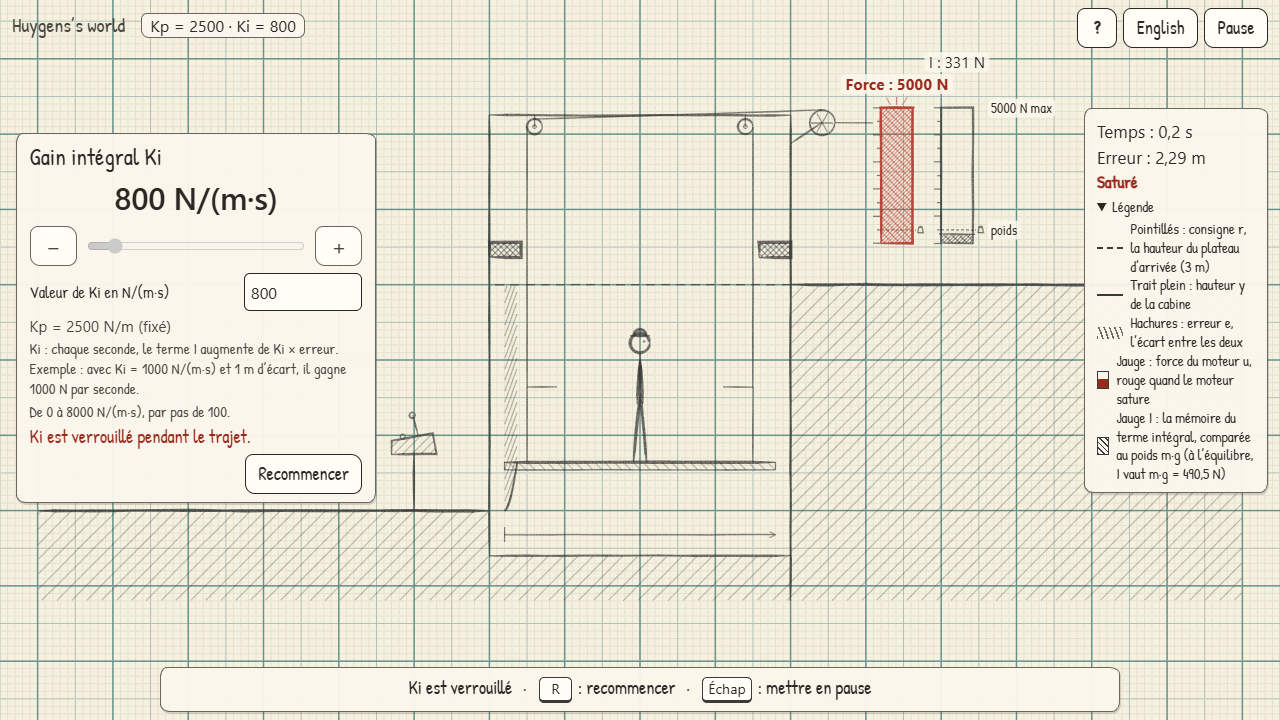 Huygens's world
Kp = 2500 · Ki = 800
?
English
Pause
I : 331 N
Force : 5000 N
5000 N max
poids
Gain intégral Ki
800 N/(m·s)
−
+
Valeur de Ki en N/(m·s)
800
Kp = 2500 N/m (fixé)
Ki : chaque seconde, le terme I augmente de Ki × erreur.
Exemple : avec Ki = 1000 N/(m·s) et 1 m d'écart, il gagne
1000 N par seconde.
De 0 à 8000 N/(m·s), par pas de 100.
Ki est verrouillé pendant le trajet.
Recommencer
Temps : 0,2 s
Erreur : 2,29 m
Saturé
▼ Légende
Pointillés : consigne r,
la hauteur du plateau
d'arrivée (3 m)
Trait plein : hauteur y
de la cabine
Hachures : erreur e,
l'écart entre les deux
Jauge : force du moteur u,
rouge quand le moteur
sature
Jauge I : la mémoire du
terme intégral, comparée
au poids m·g (à l'équilibre,
I vaut m·g = 490,5 N)
Ki est verrouillé · R : recommencer · Échap : mettre en pause